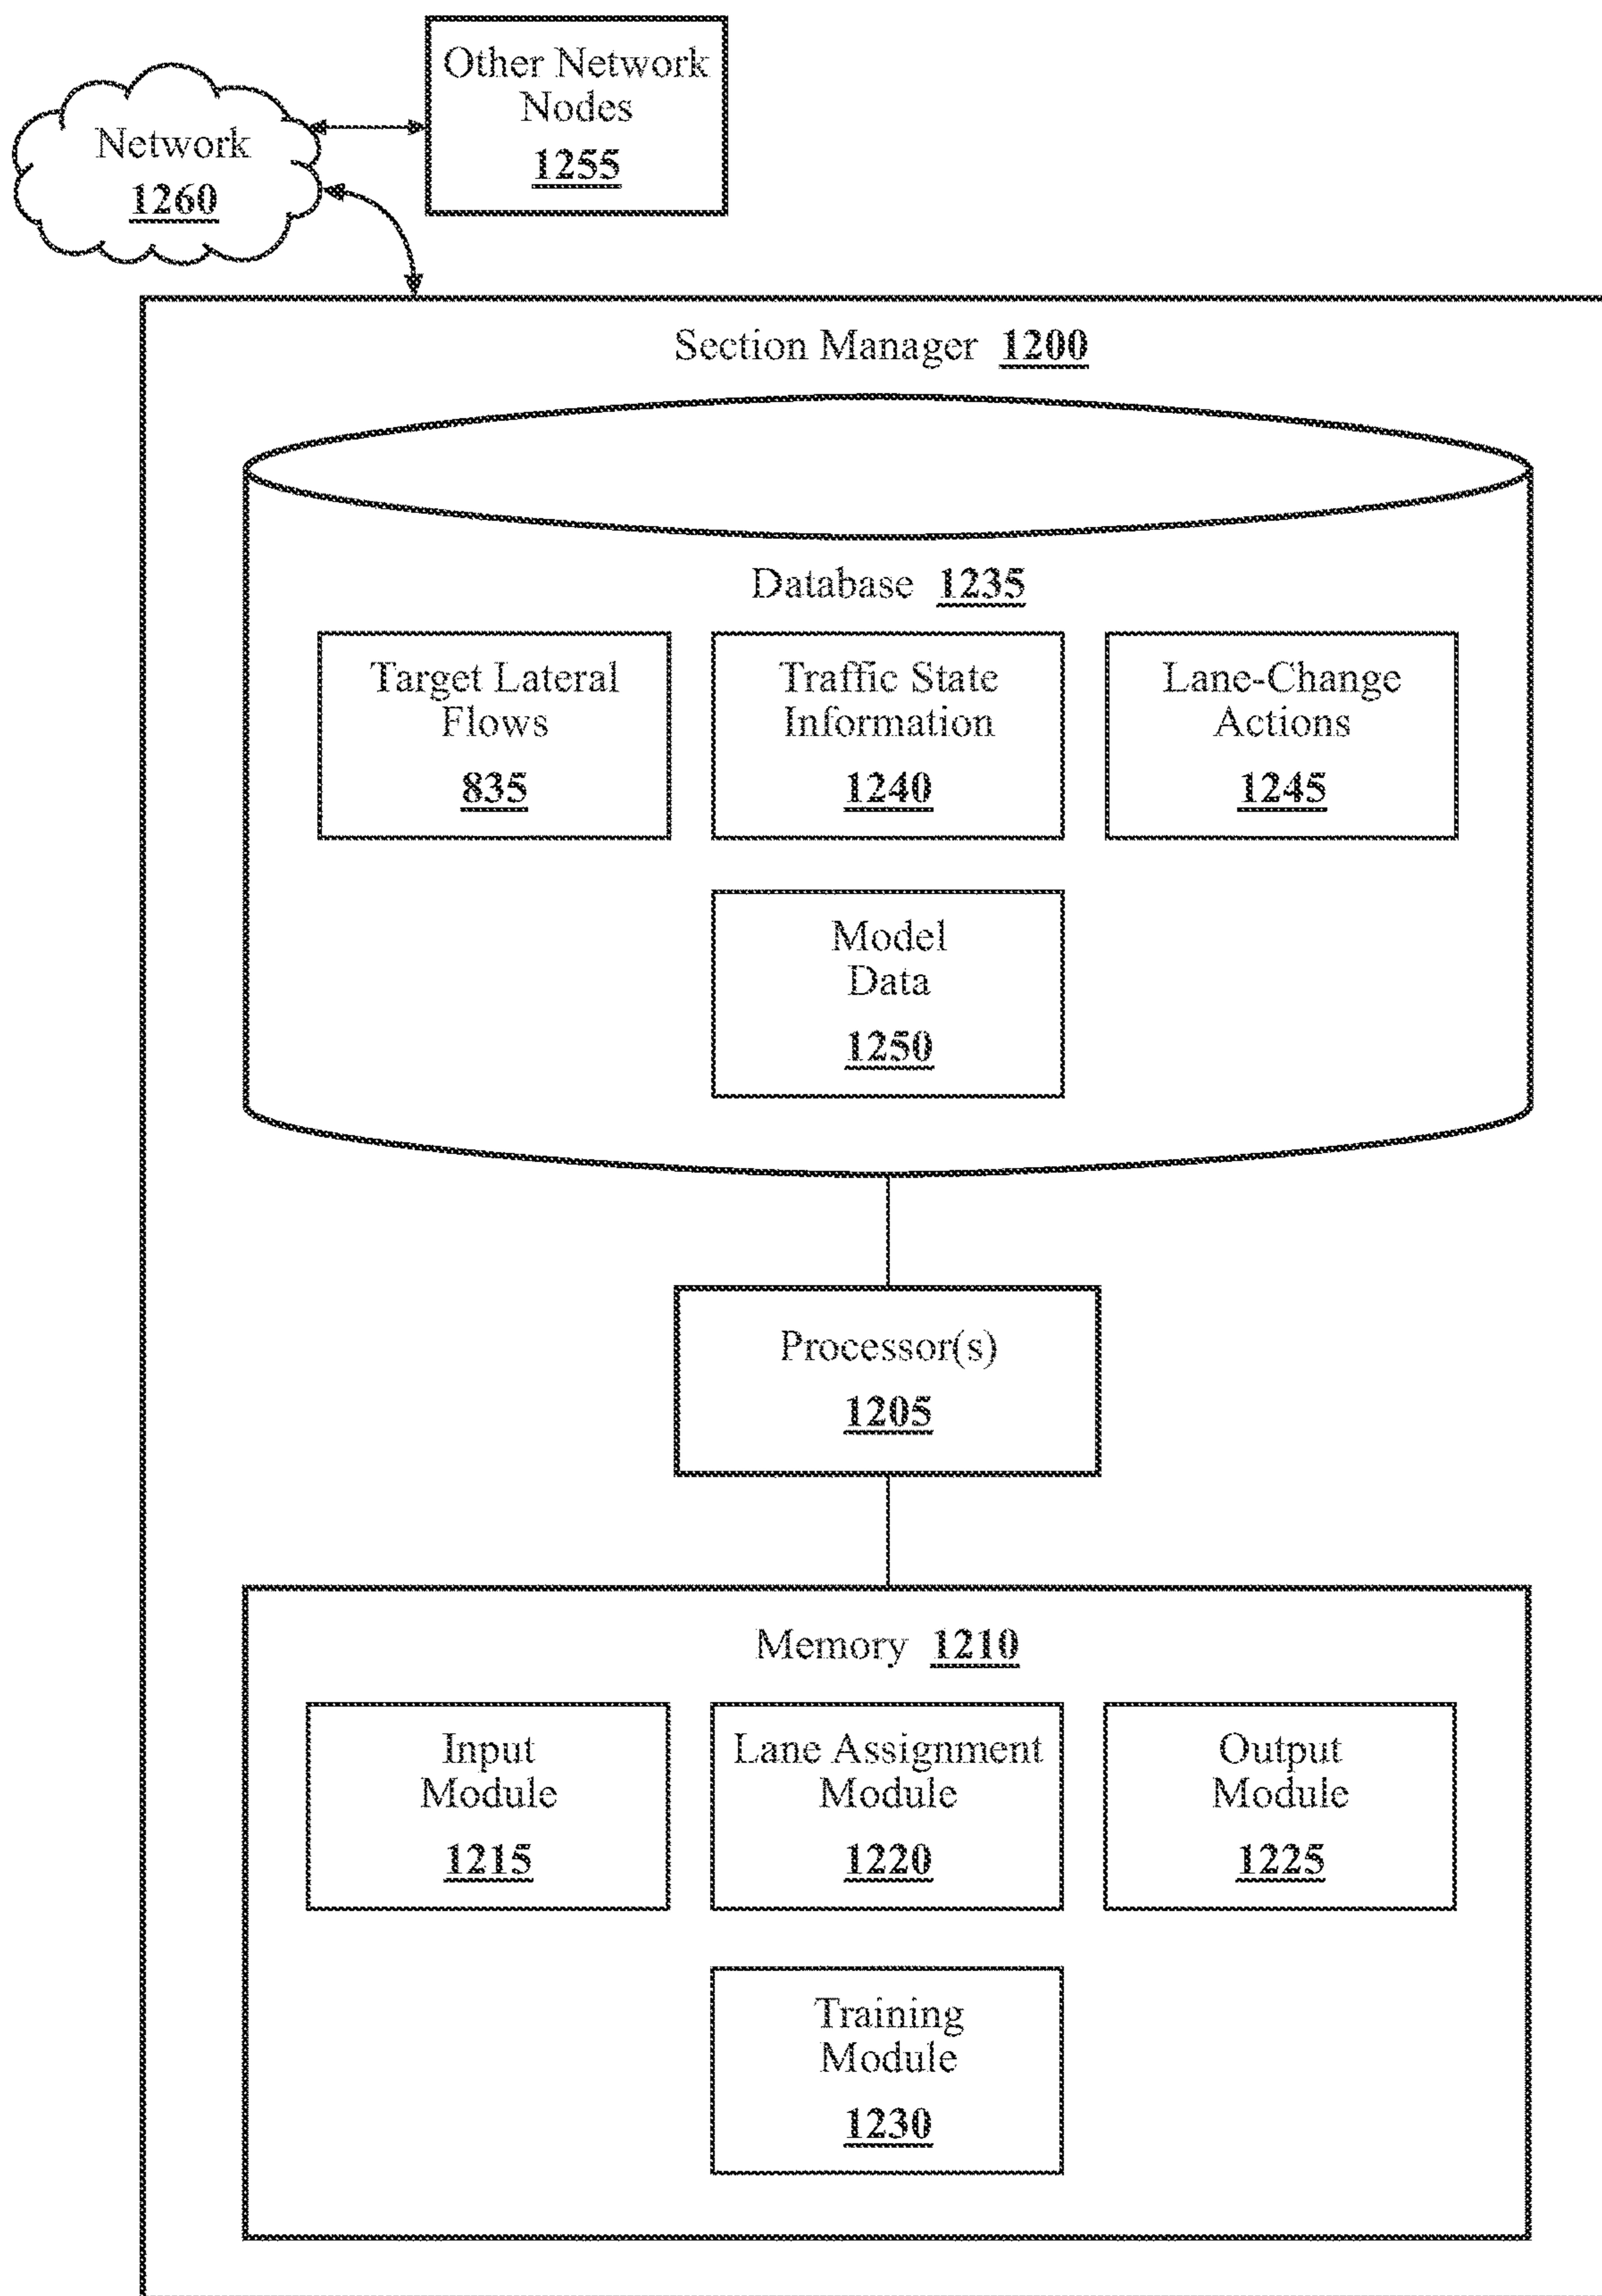 Other Network
Nodes
1255
Network
1260
Section Manager 1200
Database 1235
Target Lateral
Flows
835
Traffic State
Information
1240
Lane-Change
Actions
1245
Model
Data
1250
Processor(s)
1205
Memory 1210
Input
Module
1215
Lane Assignment
Module
1220
Output
Module
1225
Training
Module
1230